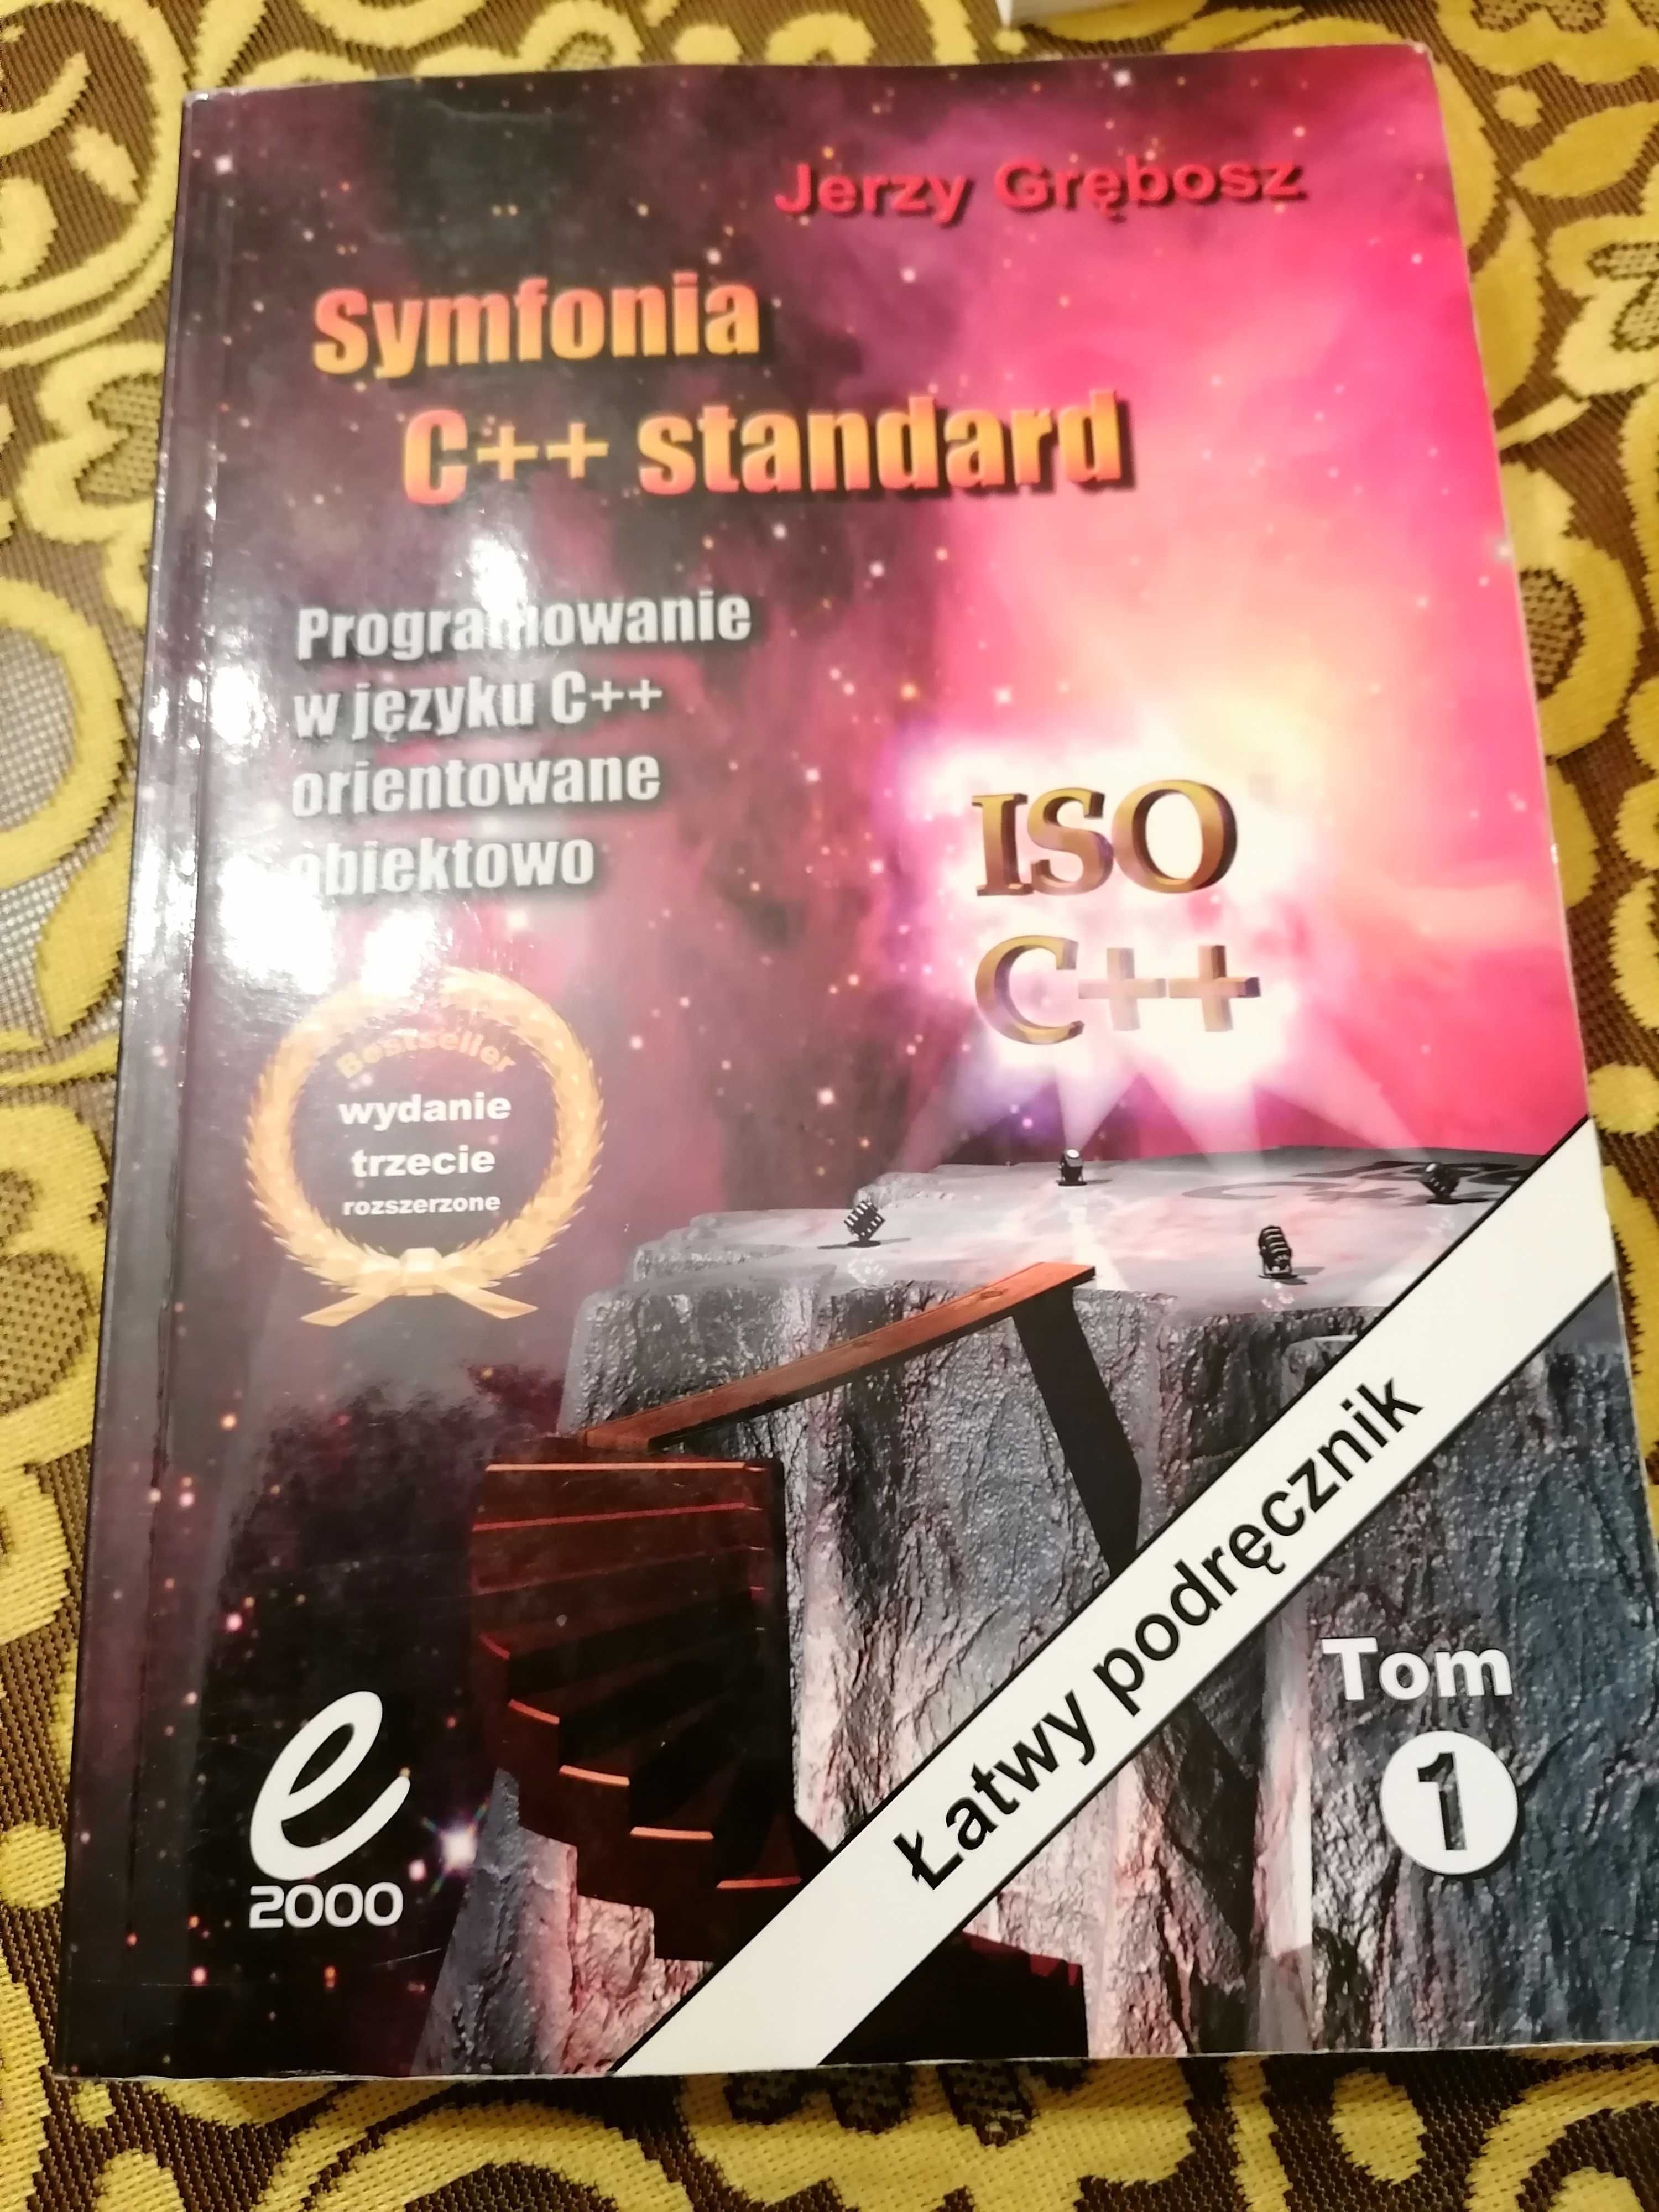 Jerzy Grębosz
Symfonia
C++ standard
Programowanie
w języku C++
orientowane
obiektowo
ISO
C++
Bestseller
wydanie
trzecie
rozszerzone
Łatwy podręcznik
Tom
1
e
2000